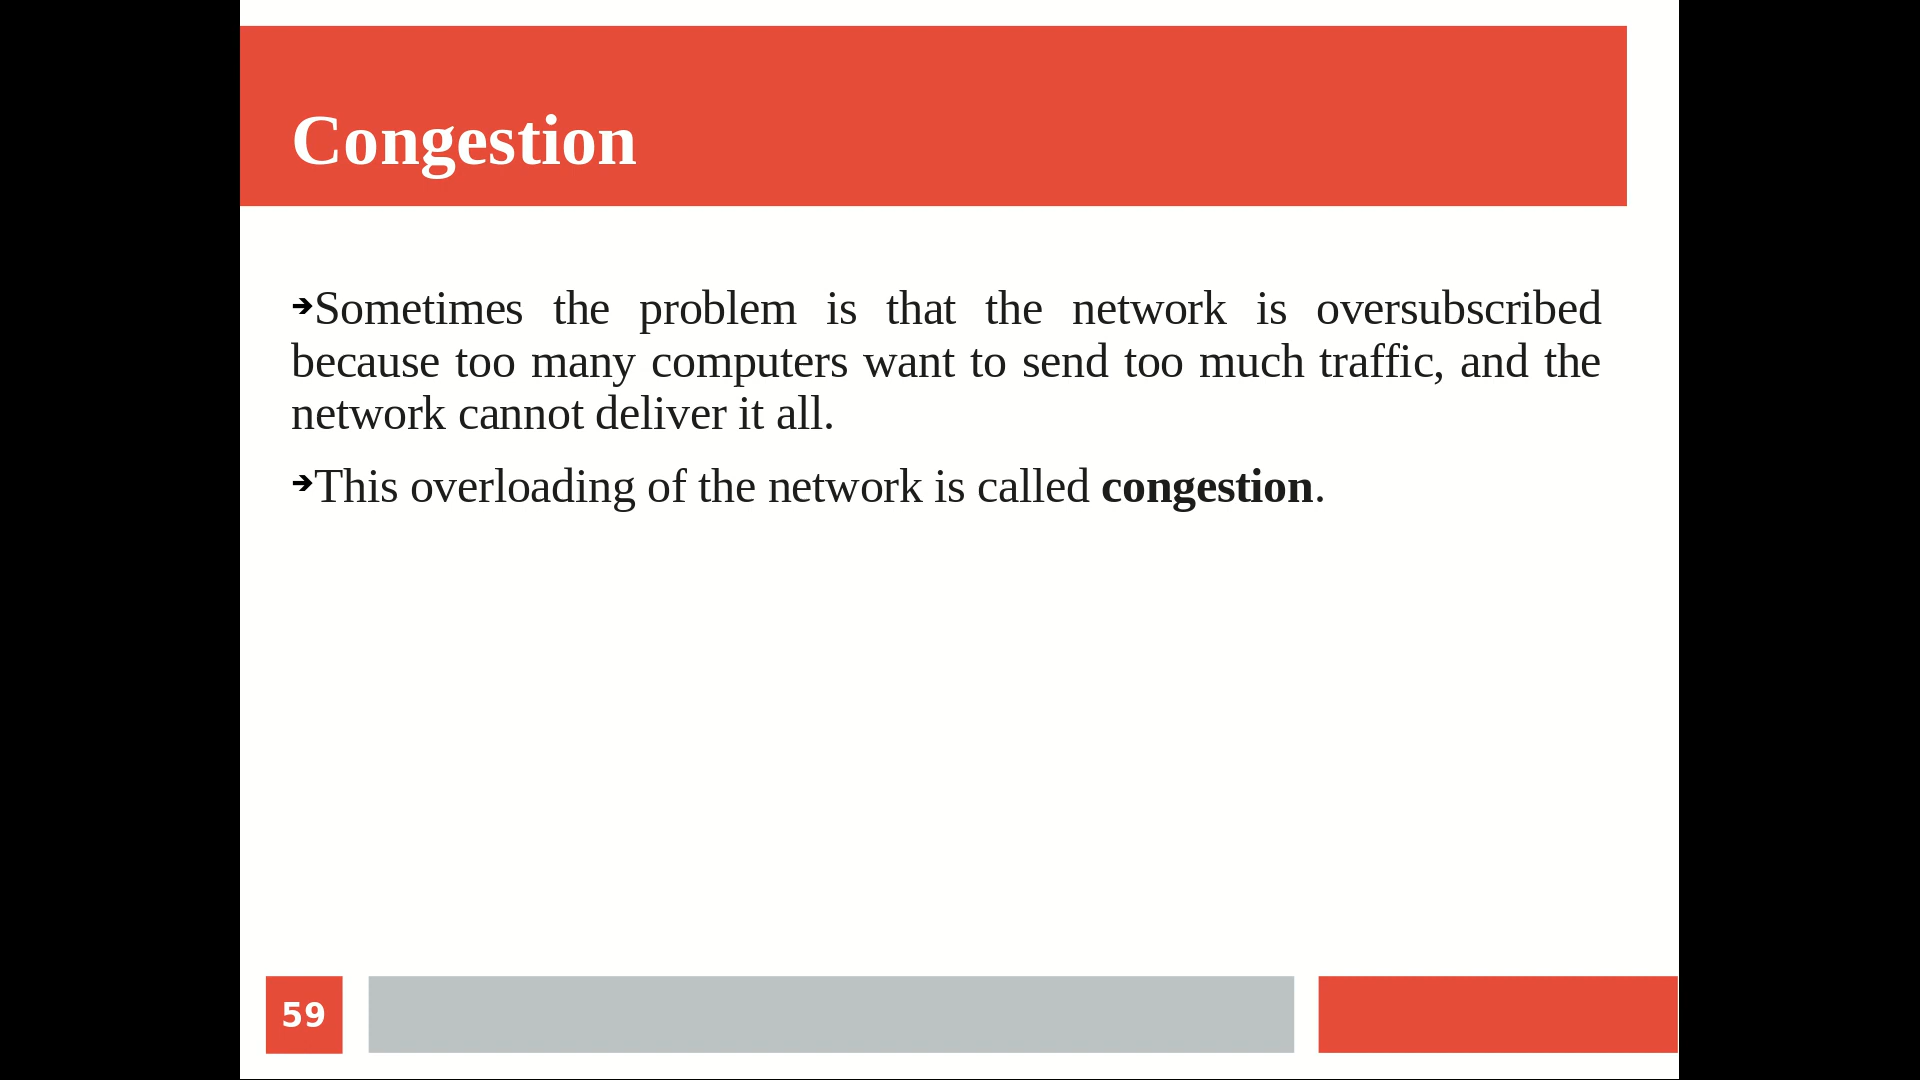 Congestion
➔Sometimes the problem is that the network is oversubscribed
because too many computers want to send too much traffic, and the
network cannot deliver it all.
➔This overloading of the network is called congestion.
59